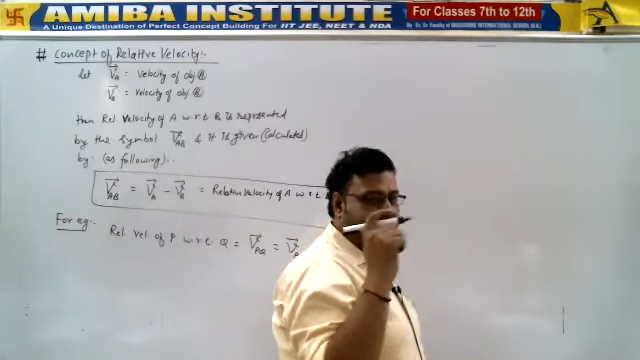 AMIBA INSTITUTE
A Unique Destination of Perfect Concept Building For IIT JEE, NEET & NDA
For Classes 7th to 12th
# Concept of Relative Velocity:-
let V⃗A = Velocity of obj A
V⃗B = Velocity of obj B
then Rel. Velocity of A w.r.t B is represented
by the symbol V⃗AB & it is given (calculated)
by: (as following):-
V⃗AB = V⃗A − V⃗B = Relative Velocity of A w.r.t
For eg:-
Rel. Vel. of P w.r.t. Q = V⃗PQ = V⃗P